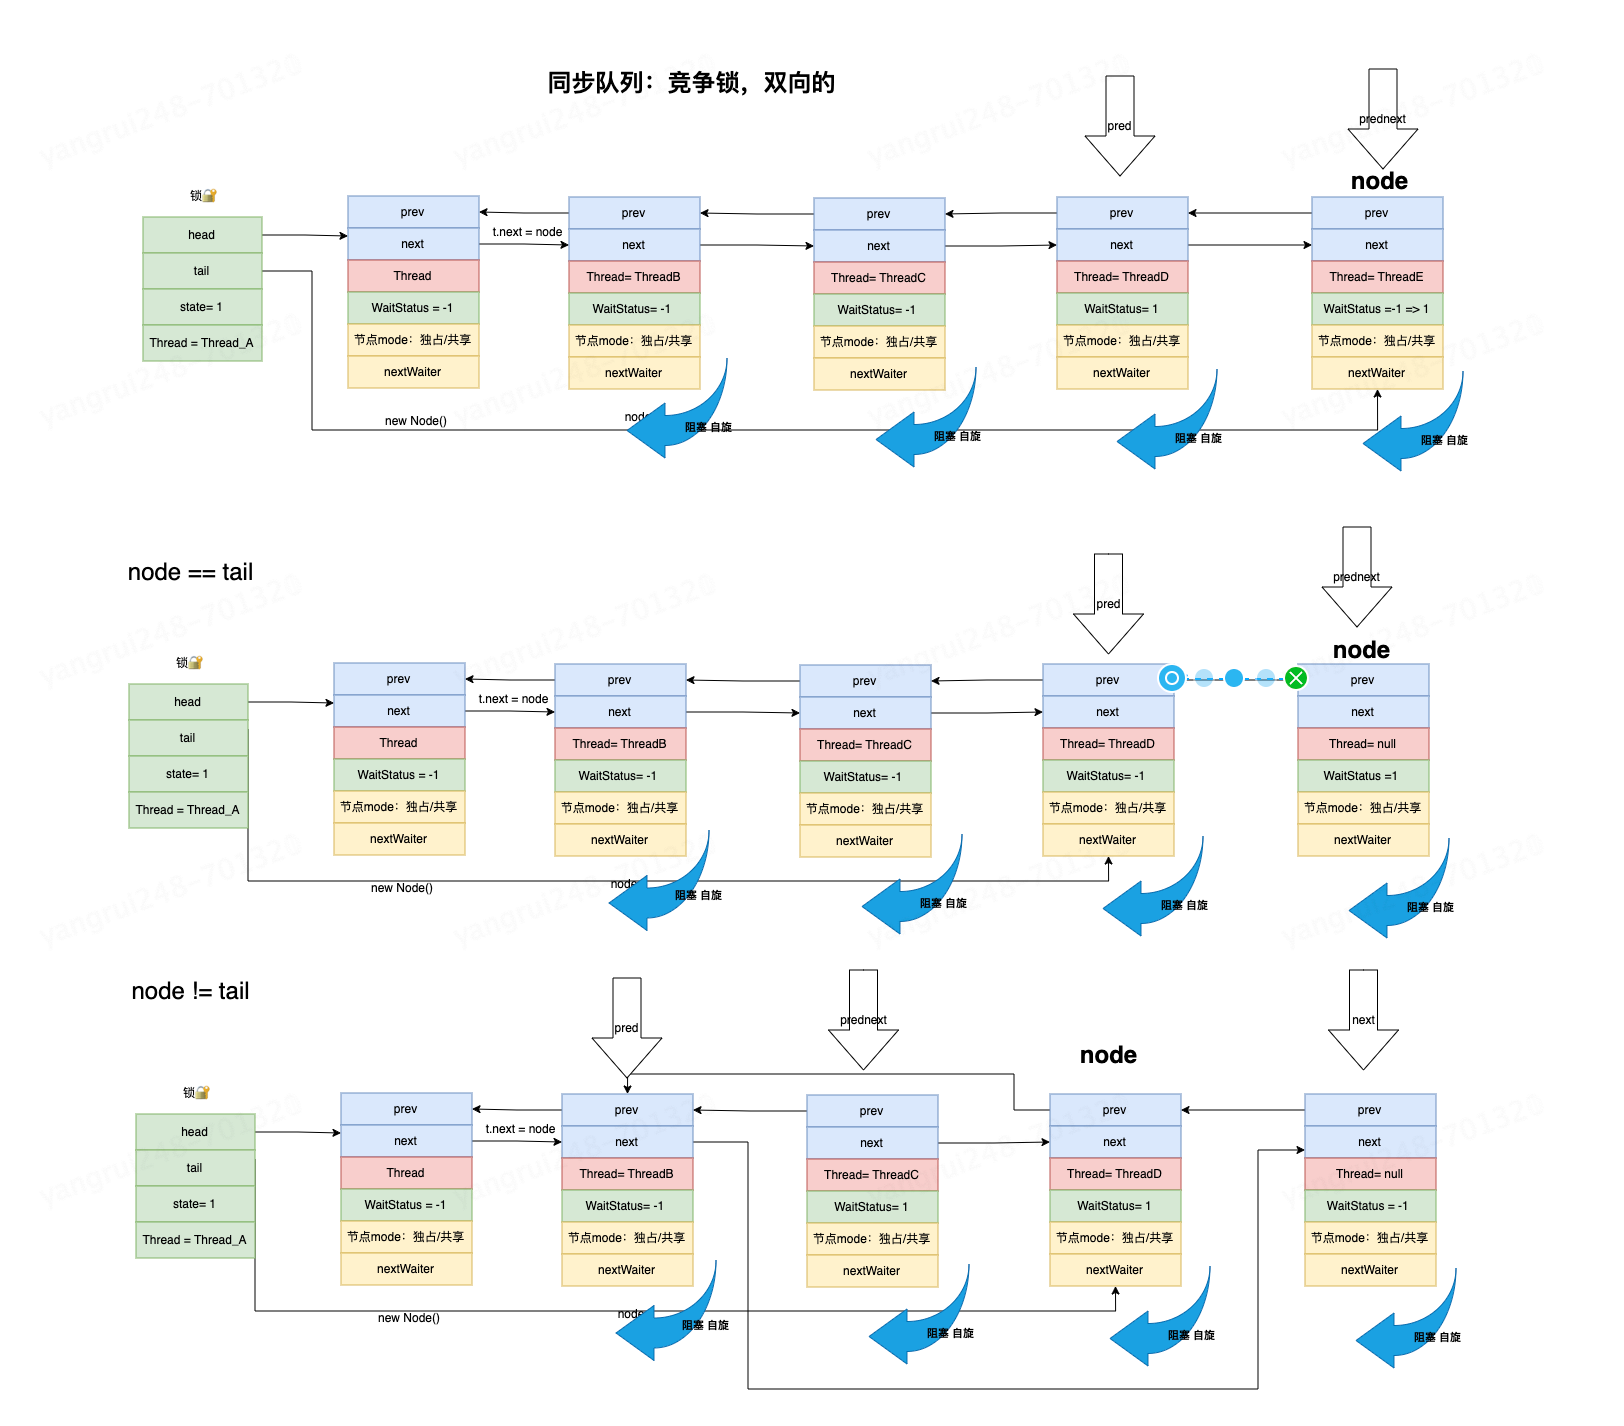 同步队列：竞争锁，双向的
pred
prednext
node
锁🔐
head
tail
state= 1
Thread = Thread_A
prev
next
Thread
WaitStatus = -1
节点mode：独占/共享
nextWaiter
t.next = node
prev
next
Thread= ThreadB
WaitStatus= -1
节点mode：独占/共享
nextWaiter
prev
next
Thread= ThreadC
WaitStatus= -1
节点mode：独占/共享
nextWaiter
prev
next
Thread= ThreadD
WaitStatus= 1
节点mode：独占/共享
nextWaiter
prev
next
Thread= ThreadE
WaitStatus =-1 => 1
节点mode：独占/共享
nextWaiter
new Node()
node
阻塞 自旋
阻塞 自旋
阻塞 自旋
阻塞 自旋
node == tail
pred
prednext
node
锁🔐
head
tail
state= 1
Thread = Thread_A
prev
next
Thread
WaitStatus = -1
节点mode：独占/共享
nextWaiter
t.next = node
prev
next
Thread= ThreadB
WaitStatus= -1
节点mode：独占/共享
nextWaiter
prev
next
Thread= ThreadC
WaitStatus= -1
节点mode：独占/共享
nextWaiter
prev
next
Thread= ThreadD
WaitStatus= -1
节点mode：独占/共享
nextWaiter
prev
next
Thread= null
WaitStatus =1
节点mode：独占/共享
nextWaiter
new Node()
node
阻塞 自旋
阻塞 自旋
阻塞 自旋
阻塞 自旋
node != tail
pred
prednext
node
next
锁🔐
head
tail
state= 1
Thread = Thread_A
prev
next
Thread
WaitStatus = -1
节点mode：独占/共享
nextWaiter
t.next = node
prev
next
Thread= ThreadB
WaitStatus= -1
节点mode：独占/共享
nextWaiter
prev
next
Thread= ThreadC
WaitStatus= 1
节点mode：独占/共享
nextWaiter
prev
next
Thread= ThreadD
WaitStatus= 1
节点mode：独占/共享
nextWaiter
prev
next
Thread= null
WaitStatus = -1
节点mode：独占/共享
nextWaiter
new Node()
node
阻塞 自旋
阻塞 自旋
阻塞 自旋
阻塞 自旋
yangrui248-701320